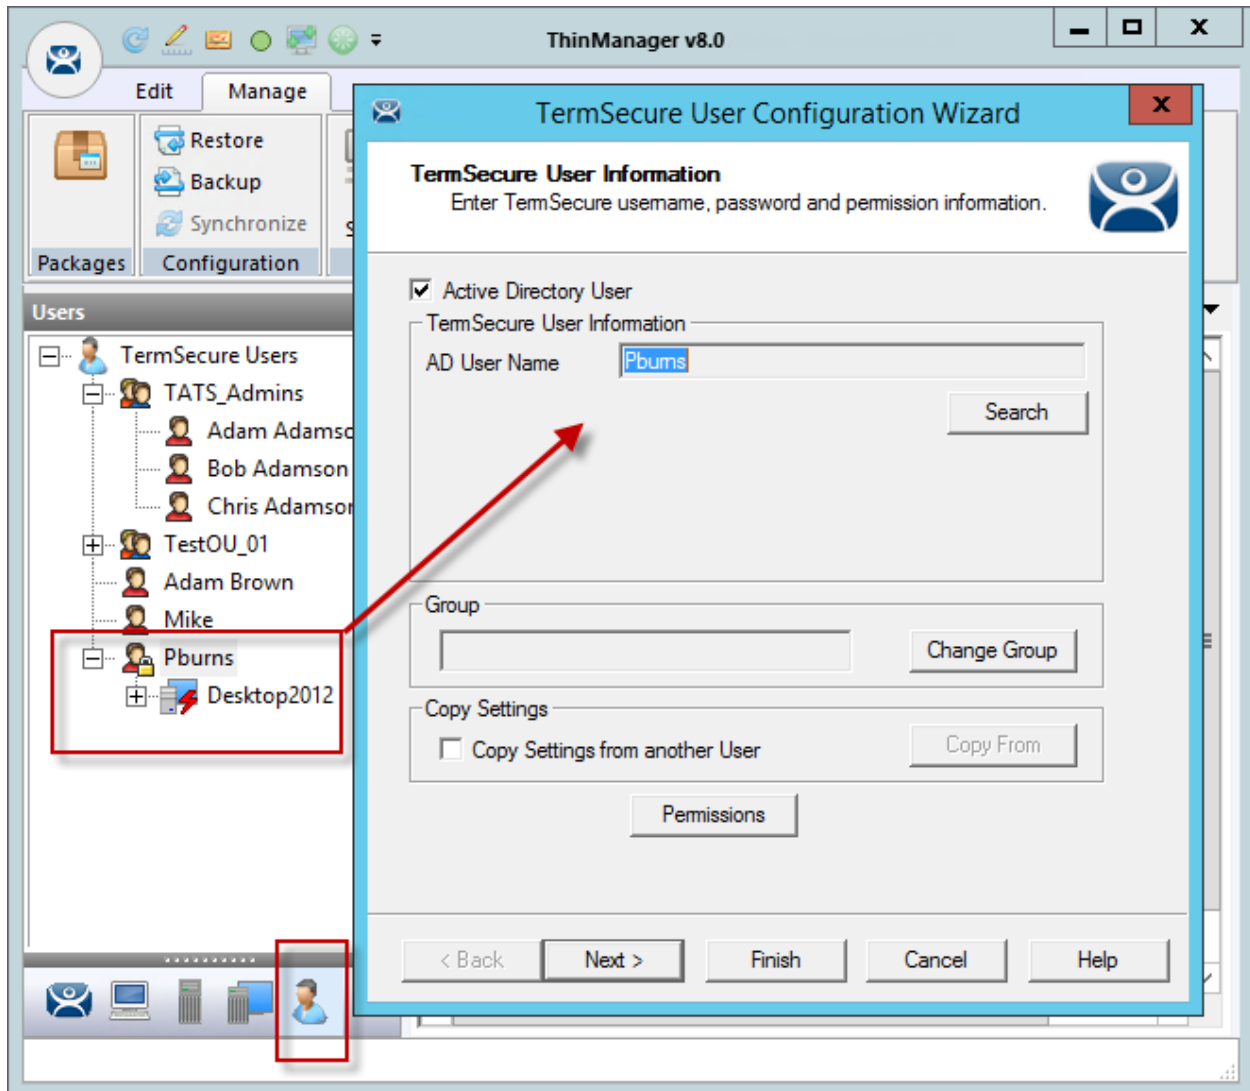 ThinManager v8.0
Edit
Manage
Restore
Backup
Synchronize
Packages
Configuration
Users
TermSecure Users
TATS_Admins
Adam Adamso
Bob Adamson
Chris Adamson
TestOU_01
Adam Brown
Mike
Pburns
Desktop2012
TermSecure User Configuration Wizard
TermSecure User Information
Enter TermSecure username, password and permission information.
Active Directory User
TermSecure User Information
AD User Name
Pburns
Search
Group
Change Group
Copy Settings
Copy Settings from another User
Copy From
Permissions
< Back
Next >
Finish
Cancel
Help